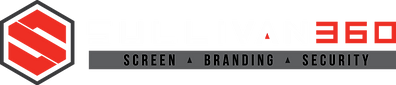 360
SCREEN ▲ BRANDING ▲ SECURITY